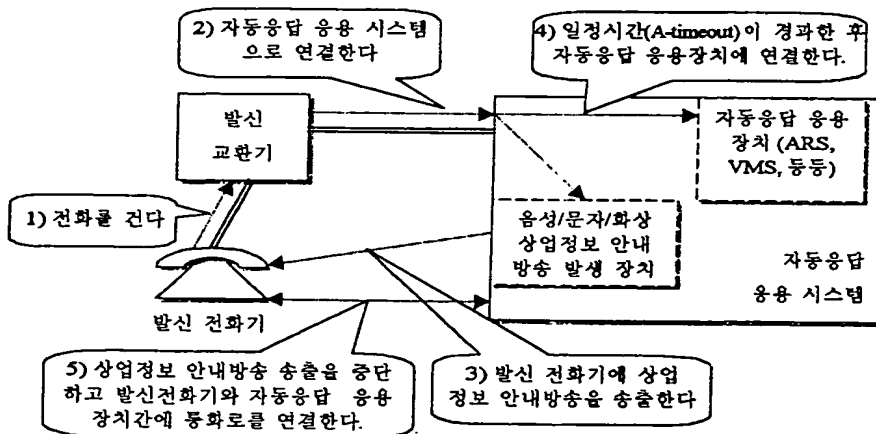 2) 자동응답 응용 시스템
으로 연결한다
4) 일정시간(A-timeout)이 경과한 후
자동응답 응용장치에 연결한다.
발신
교환기
자동응답 응용
장치 (ARS,
VMS, 등등)
1) 전화를 건다
음성/문자/화상
상업정보 안내
방송 발생 장치
자동응답
응용 시스템
발신 전화기
5) 상업정보 안내방송 송출을 중단
하고 발신전화기와 자동응답 응용
장치간에 통화로를 연결한다.
3) 발신 전화기에 상업
정보 안내방송을 송출한다